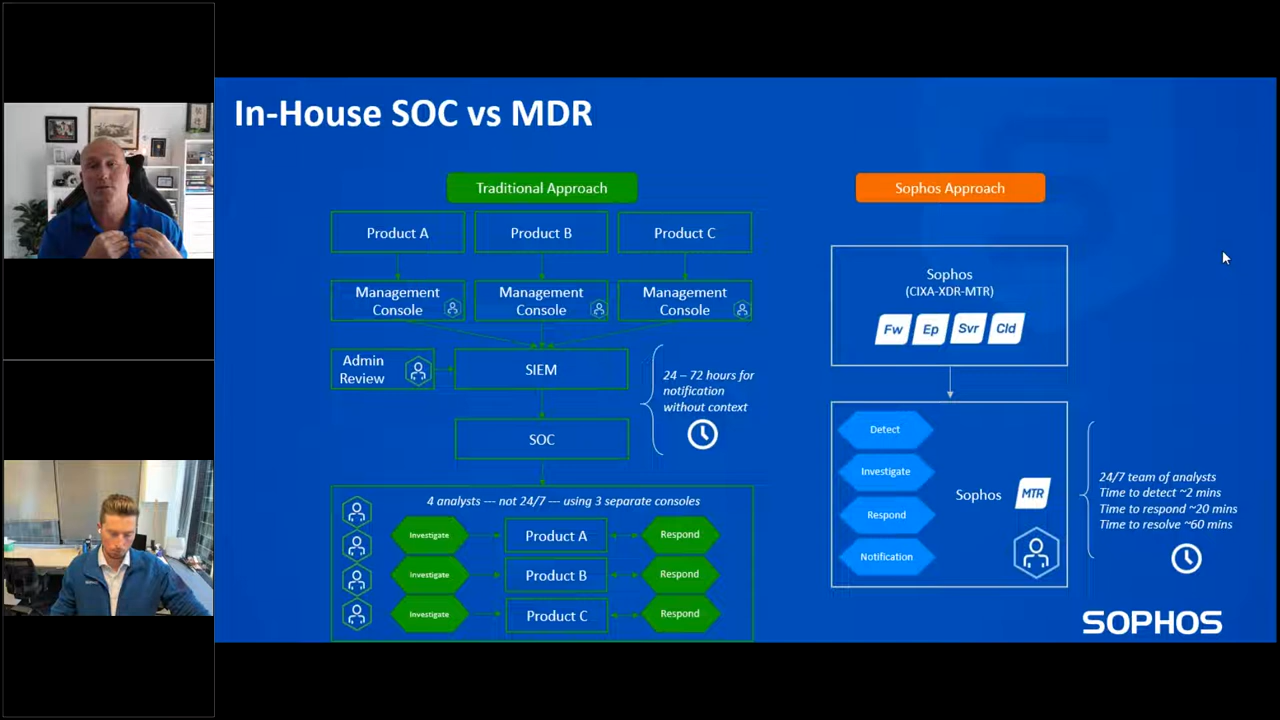 In-House SOC vs MDR
Traditional Approach
Product A
Product B
Product C
Management
Console
Management
Console
Management
Console
Admin
Review
SIEM
24 – 72 hours for
notification
without context
SOC
4 analysts --- not 24/7 --- using 3 separate consoles
Investigate
Product A
Respond
Investigate
Product B
Respond
Investigate
Product C
Respond
Sophos Approach
Sophos
(CIXA-XDR-MTR)
Fw
Ep
Svr
Cld
Detect
Investigate
Respond
Notification
Sophos
MTR
24/7 team of analysts
Time to detect ~2 mins
Time to respond ~20 mins
Time to resolve ~60 mins
SOPHOS